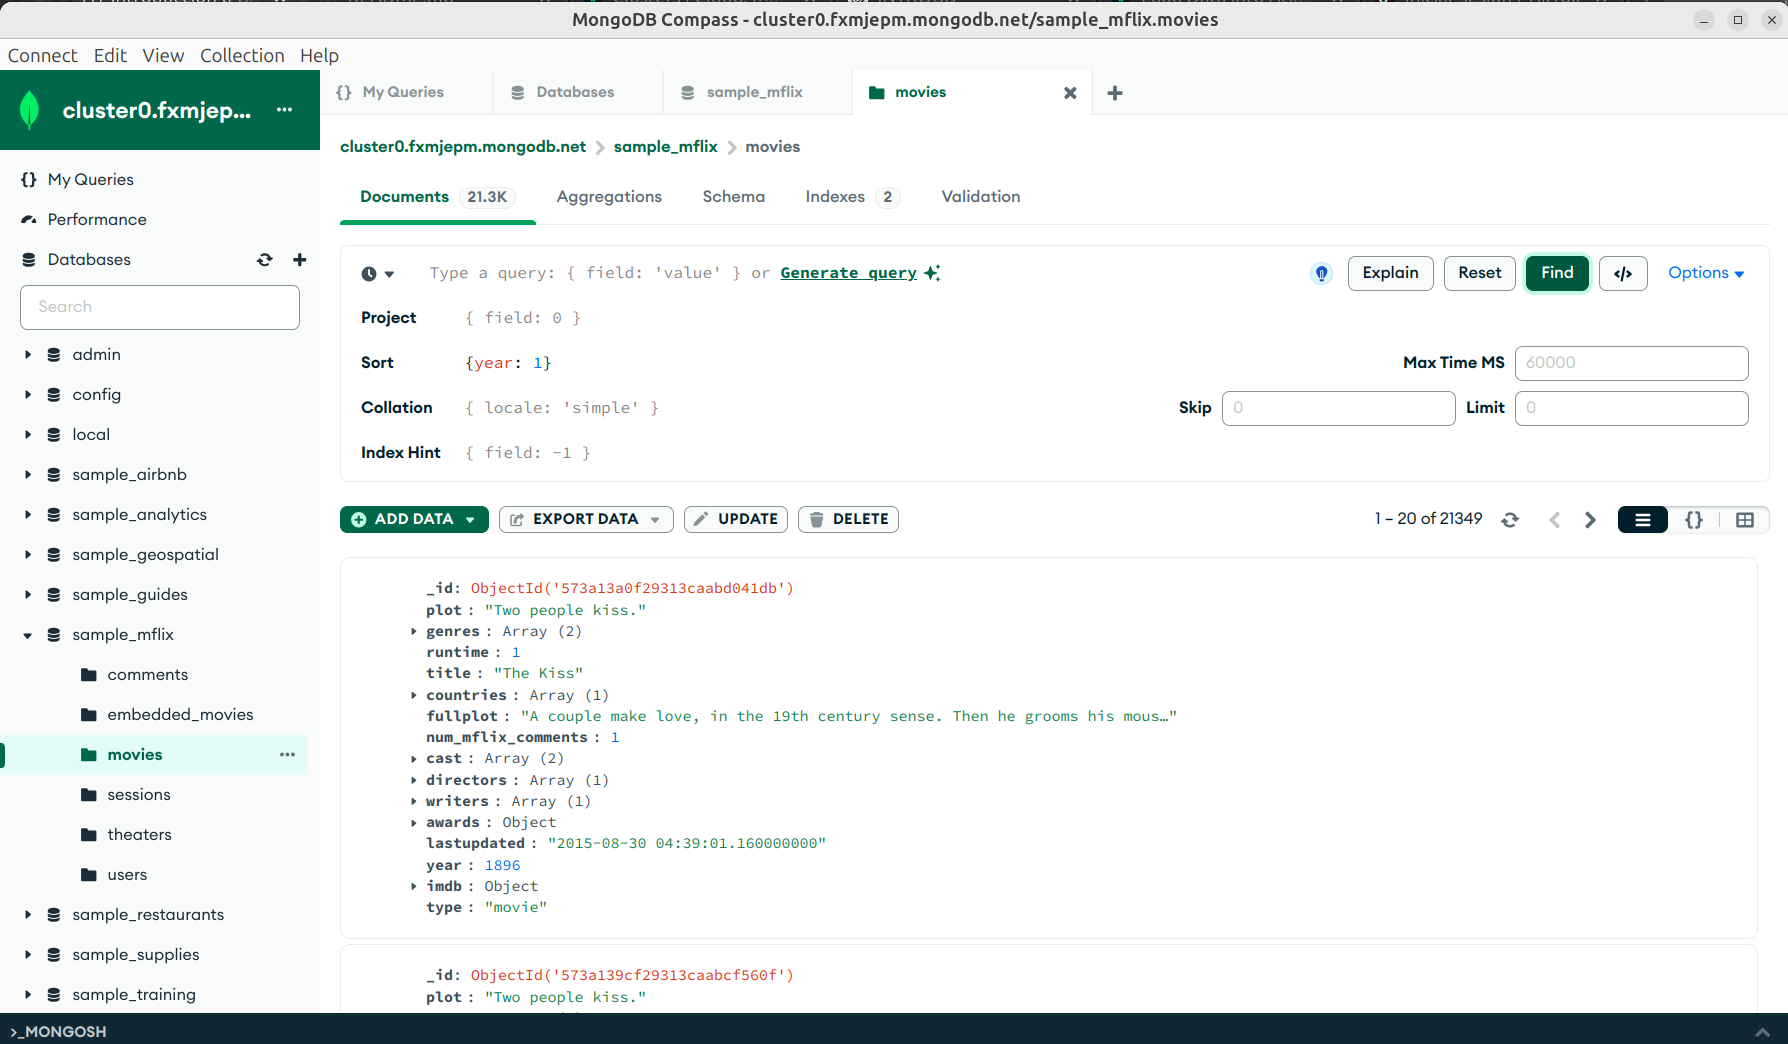 MongoDB Compass - cluster0.fxmjepm.mongodb.net/sample_mflix.movies
Connect Edit View Collection Help
cluster0.fxmjep... ...
{} My Queries
Performance
Databases
Search
admin
config
local
sample_airbnb
sample_analytics
sample_geospatial
sample_guides
sample_mflix
comments
embedded_movies
movies ...
sessions
theaters
users
sample_restaurants
sample_supplies
sample_training
{} My Queries Databases sample_mflix movies
cluster0.fxmjepm.mongodb.net > sample_mflix > movies
Documents 21.3K Aggregations Schema Indexes 2 Validation
Type a query: { field: 'value' } or Generate query Explain Reset Find </> Options
Project { field: 0 }
Sort {year: 1} Max Time MS 60000
Collation { locale: 'simple' } Skip 0 Limit 0
Index Hint { field: -1 }
ADD DATA EXPORT DATA UPDATE DELETE 1 – 20 of 21349 {}
_id: ObjectId('573a13a0f29313caabd041db')
plot : "Two people kiss."
genres : Array (2)
runtime : 1
title : "The Kiss"
countries : Array (1)
fullplot : "A couple make love, in the 19th century sense. Then he grooms his mous…"
num_mflix_comments : 1
cast : Array (2)
directors : Array (1)
writers : Array (1)
awards : Object
lastupdated : "2015-08-30 04:39:01.160000000"
year : 1896
imdb : Object
type : "movie"
_id: ObjectId('573a139cf29313caabcf560f')
plot : "Two people kiss."
>_MONGOSH